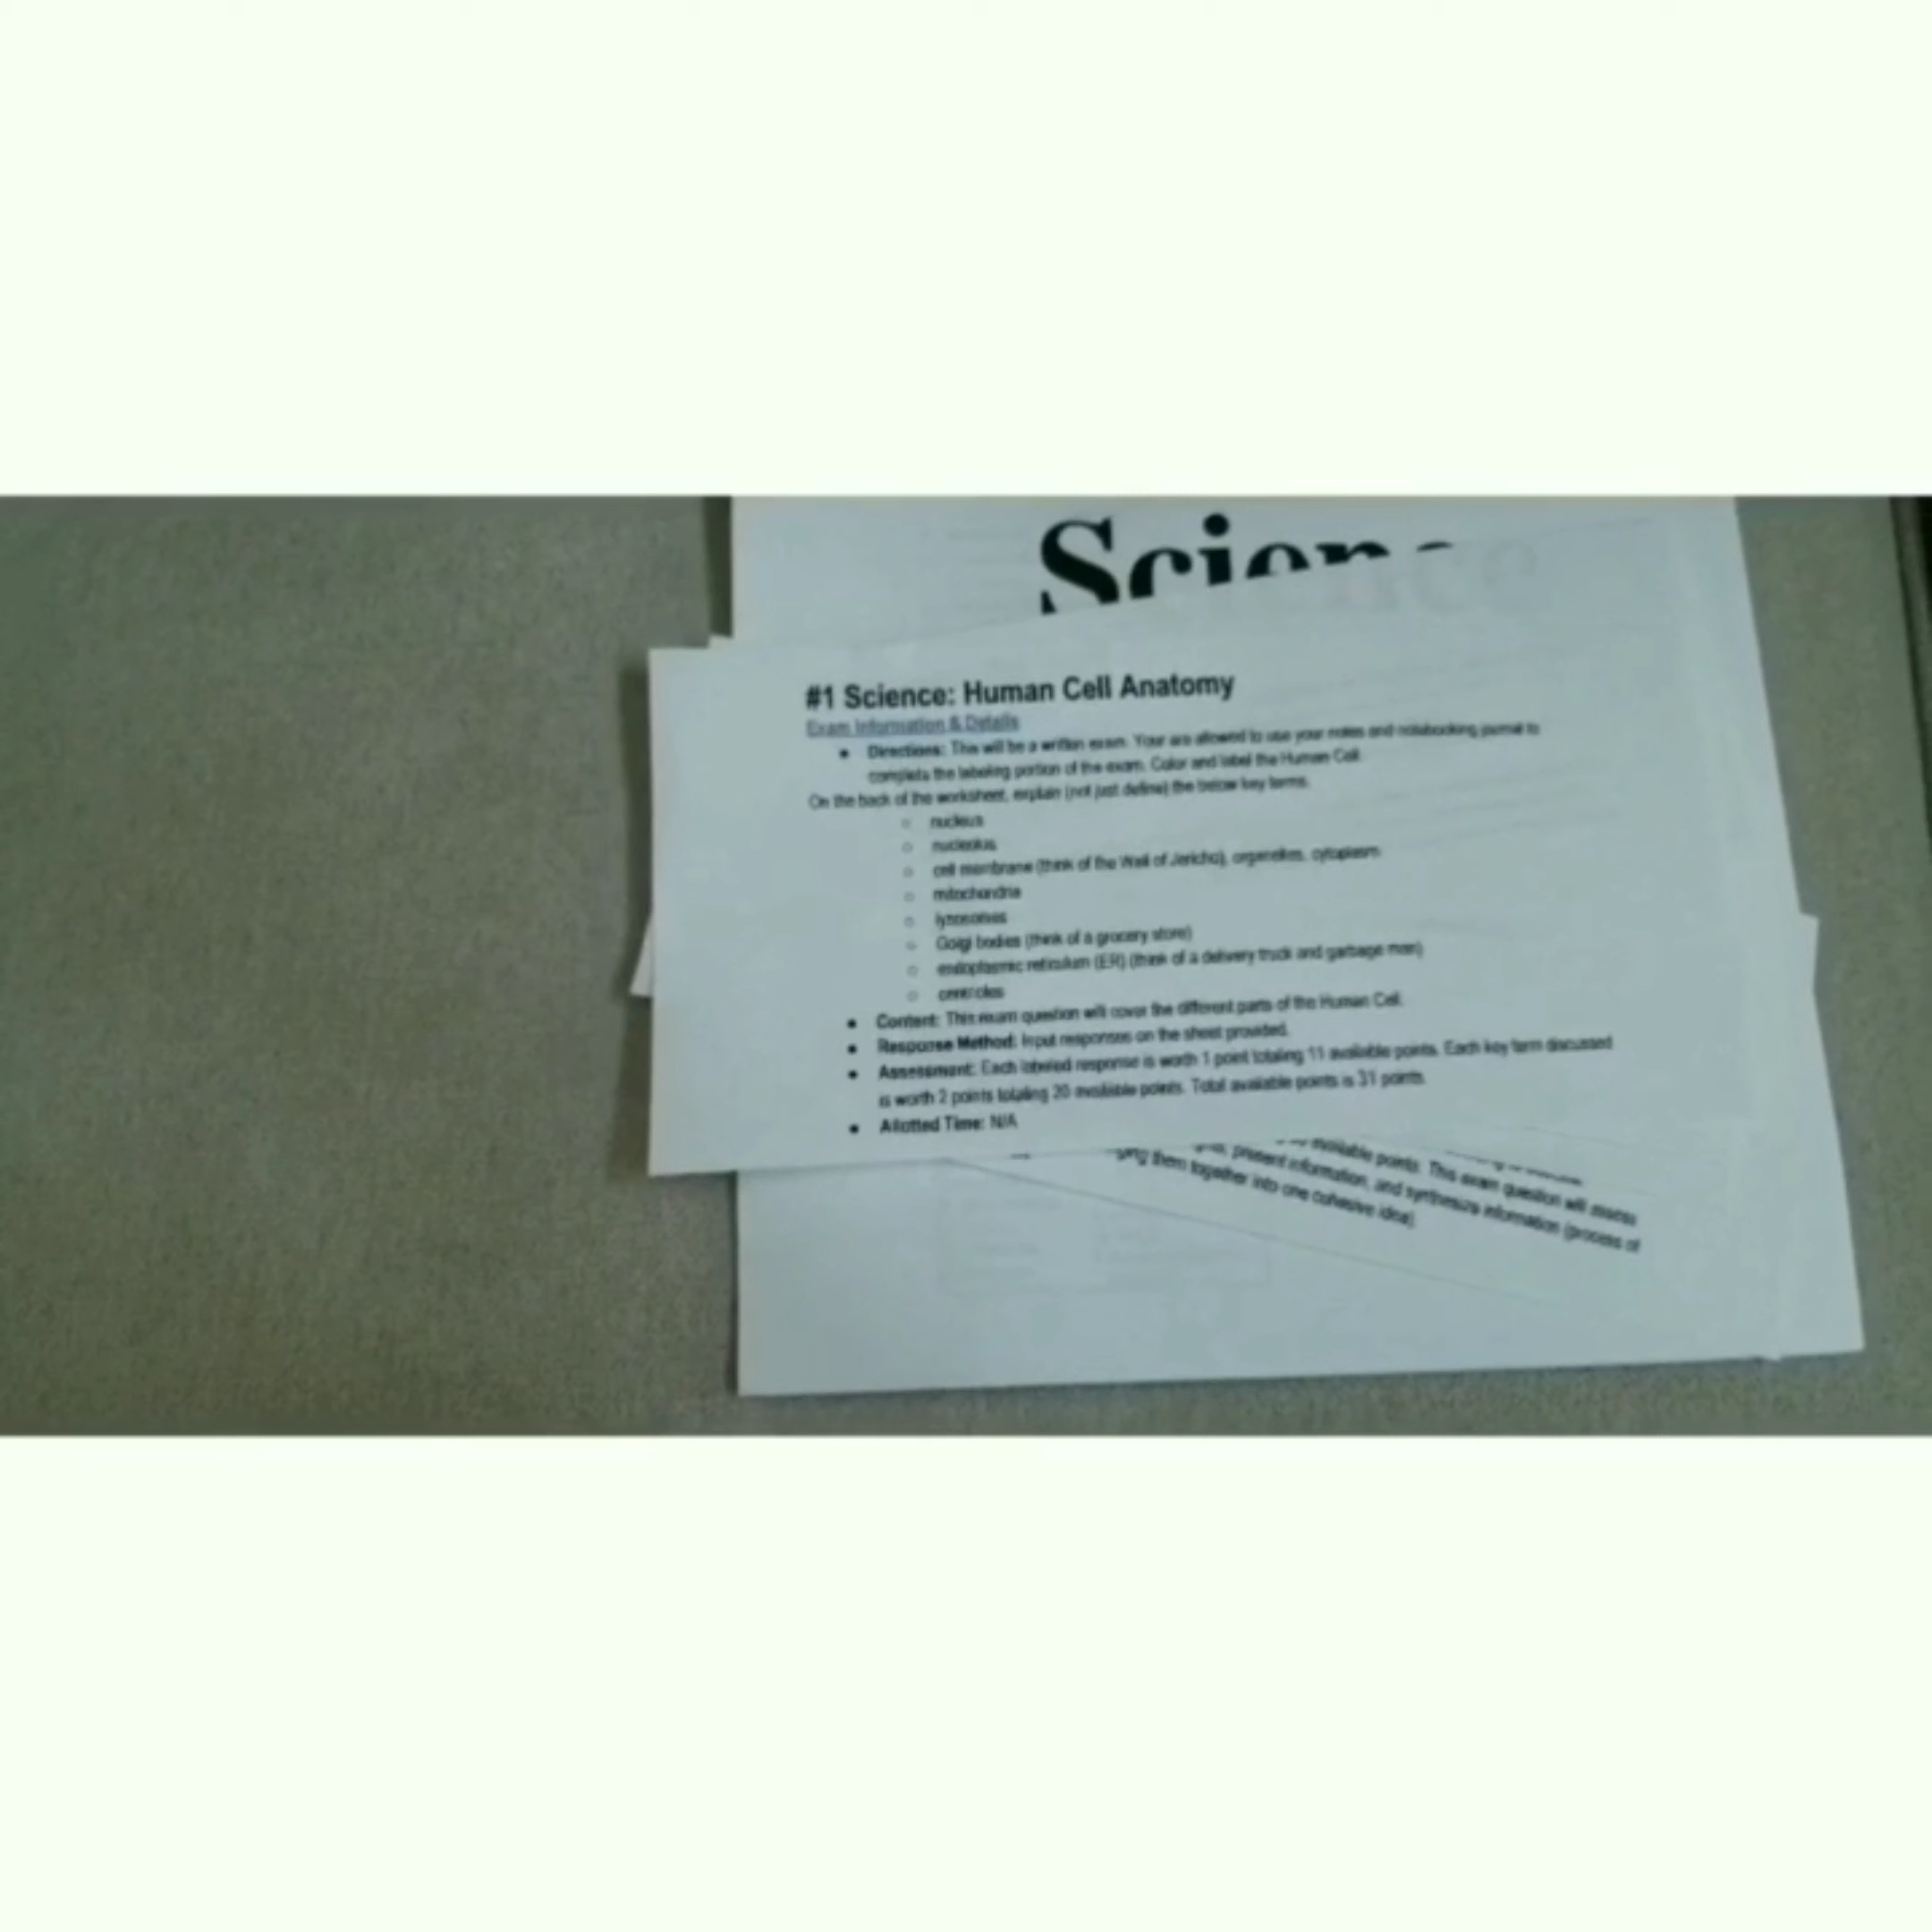 Science
#1 Science: Human Cell Anatomy
Exam Information & Details
• Directions: This will be a written exam. Your are allowed to use your notes and notebooking journal to
complete the labeling portion of the exam. Color and label the Human Cell.
On the back of the worksheet, explain (not just define) the below key terms.
○ nucleus
○ nucleolus
○ cell membrane (think of the Wall of Jericho), organelles, cytoplasm
○ mitochondria
○ lysosomes
○ Golgi bodies (think of a grocery store)
○ endoplasmic reticulum (ER) (think of a delivery truck and garbage man)
○ centrioles
• Content: This exam question will cover the different parts of the Human Cell.
• Response Method: Input responses on the sheet provided.
• Assessment: Each labeled response is worth 1 point totaling 11 available points. Each key term discussed
is worth 2 points totaling 20 available points. Total available points is 31 points.
• Allotted Time: N/A
available points. This exam question will assess
present information, and synthesize information (process of
them together into one cohesive idea)